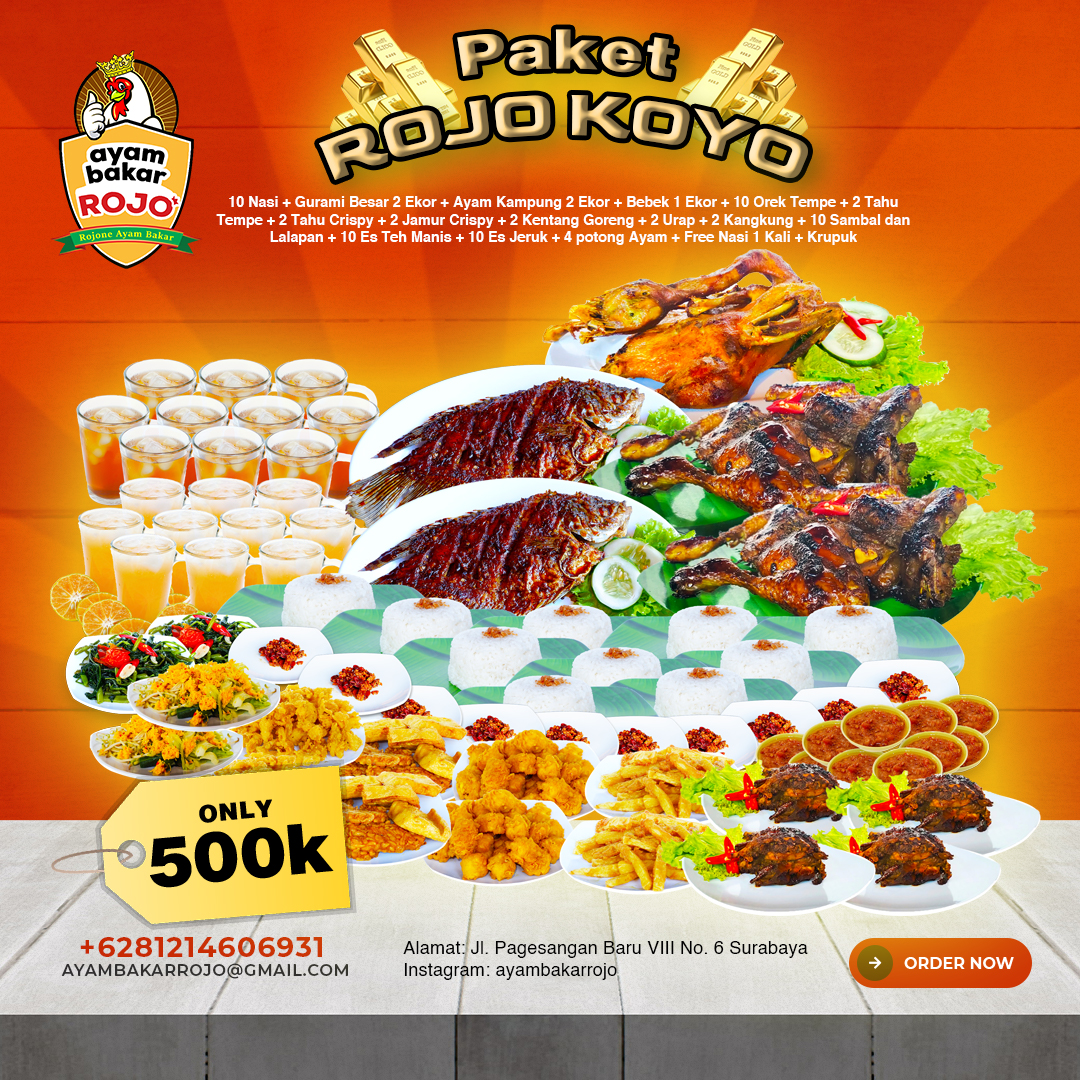 Paket
ROJO KOYO
ayam
bakar
ROJO
Rojone Ayam Bakar
10 Nasi + Gurami Besar 2 Ekor + Ayam Kampung 2 Ekor + Bebek 1 Ekor + 10 Orek Tempe + 2 Tahu
Tempe + 2 Tahu Crispy + 2 Jamur Crispy + 2 Kentang Goreng + 2 Urap + 2 Kangkung + 10 Sambal dan
Lalapan + 10 Es Teh Manis + 10 Es Jeruk + 4 potong Ayam + Free Nasi 1 Kali + Krupuk
ONLY
500k
+6281214606931
AYAMBAKARROJO@GMAIL.COM
Alamat: Jl. Pagesangan Baru VIII No. 6 Surabaya
Instagram: ayambakarrojo
ORDER NOW